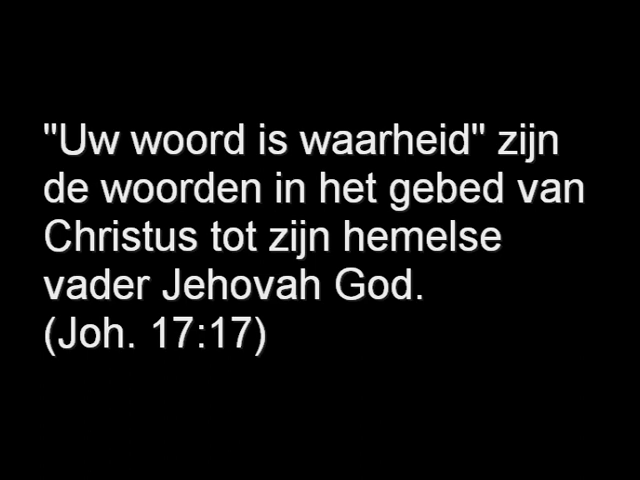 "Uw woord is waarheid" zijn
de woorden in het gebed van
Christus tot zijn hemelse
vader Jehovah God.
(Joh. 17:17)